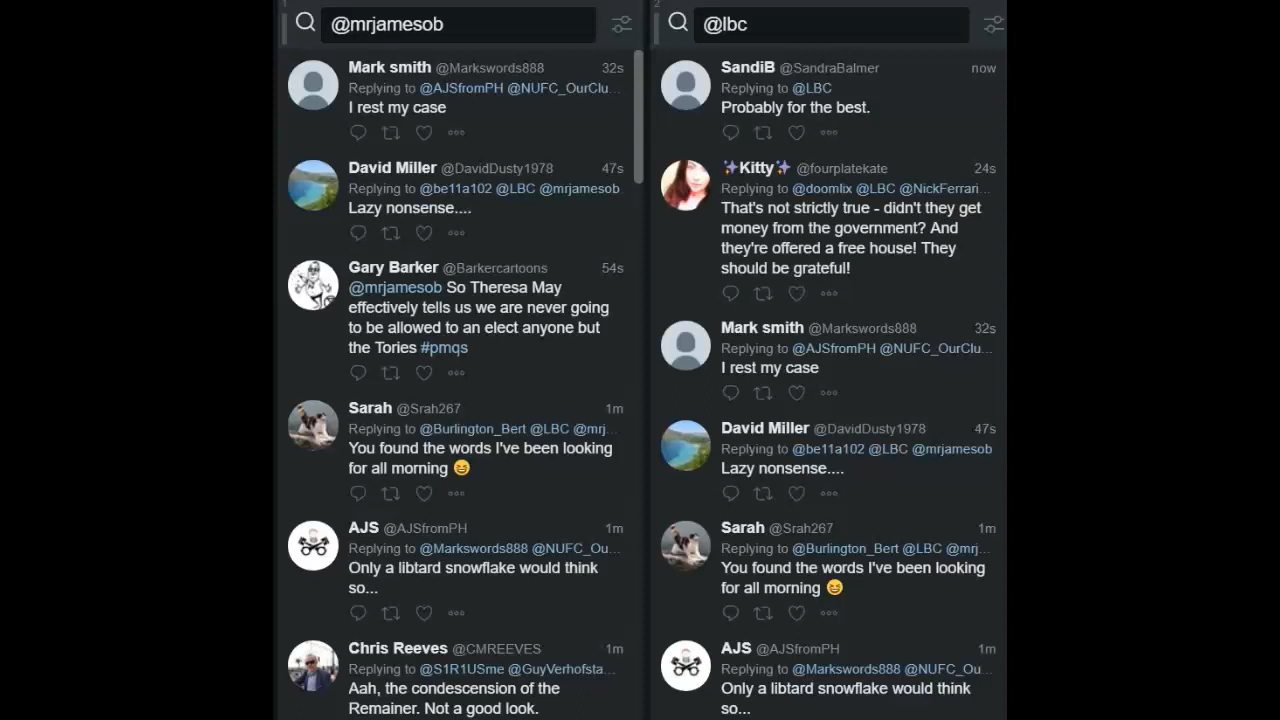 1
@mrjamesob
Mark smith @Markswords888 32s
Replying to @AJSfromPH @NUFC_OurClu...
I rest my case
David Miller @DavidDusty1978 47s
Replying to @be11a102 @LBC @mrjamesob
Lazy nonsense....
Gary Barker @Barkercartoons 54s
@mrjamesob So Theresa May
effectively tells us we are never going
to be allowed to an elect anyone but
the Tories #pmqs
Sarah @Srah267 1m
Replying to @Burlington_Bert @LBC @mrj...
You found the words I've been looking
for all morning 😆
AJS @AJSfromPH 1m
Replying to @Markswords888 @NUFC_Ou...
Only a libtard snowflake would think
so...
Chris Reeves @CMREEVES 1m
Replying to @S1R1USme @GuyVerhofsta...
Aah, the condescension of the
Remainer. Not a good look.
2
@lbc
SandiB @SandraBalmer now
Replying to @LBC
Probably for the best.
✨Kitty✨ @fourplatekate 24s
Replying to @doomlix @LBC @NickFerrari...
That's not strictly true - didn't they get
money from the government? And
they're offered a free house! They
should be grateful!
Mark smith @Markswords888 32s
Replying to @AJSfromPH @NUFC_OurClu...
I rest my case
David Miller @DavidDusty1978 47s
Replying to @be11a102 @LBC @mrjamesob
Lazy nonsense....
Sarah @Srah267 1m
Replying to @Burlington_Bert @LBC @mrj...
You found the words I've been looking
for all morning 😆
AJS @AJSfromPH 1m
Replying to @Markswords888 @NUFC_Ou...
Only a libtard snowflake would think
so...